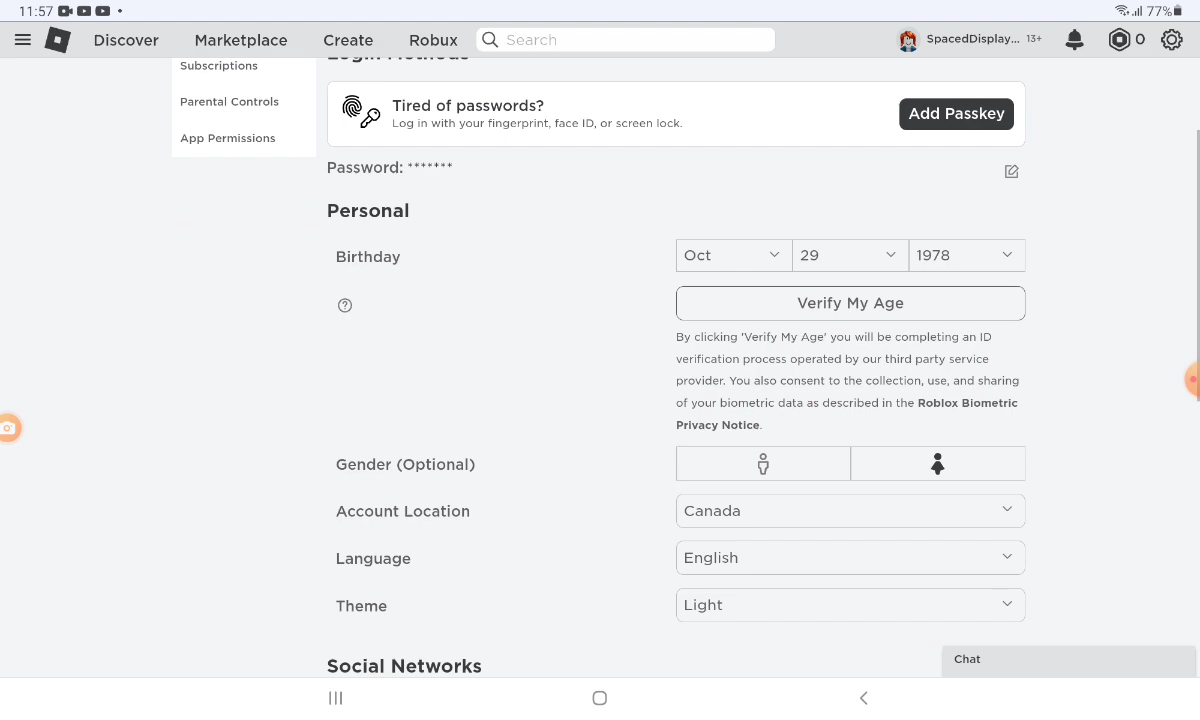 11:57
77%
Discover
Marketplace
Create
Robux
Search
SpacedDisplay...
13+
0
Subscriptions
Login Methods
Parental Controls
App Permissions
Tired of passwords?
Log in with your fingerprint, face ID, or screen lock.
Add Passkey
Password: *******
Personal
Birthday
Oct
29
1978
Verify My Age
By clicking 'Verify My Age' you will be completing an ID
verification process operated by our third party service
provider. You also consent to the collection, use, and sharing
of your biometric data as described in the Roblox Biometric
Privacy Notice.
Gender (Optional)
Account Location
Canada
Language
English
Theme
Light
Social Networks
Chat